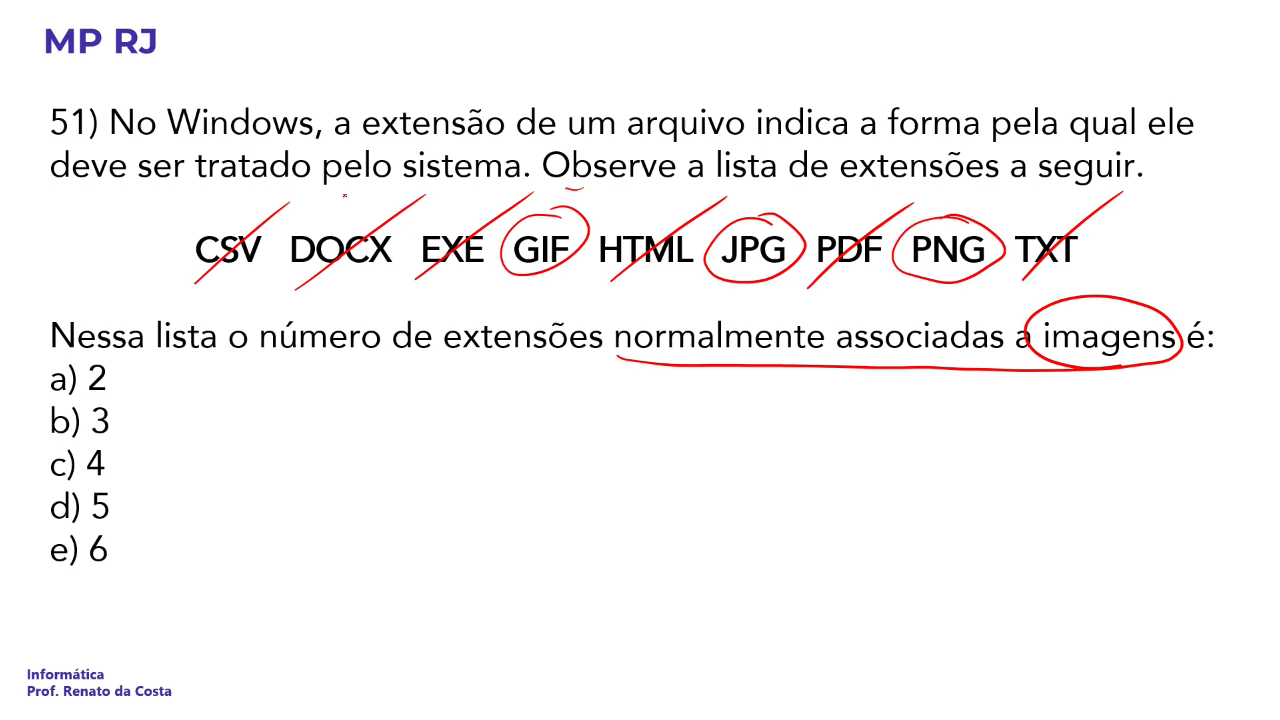 MP RJ
51) No Windows, a extensão de um arquivo indica a forma pela qual ele
deve ser tratado pelo sistema. Observe a lista de extensões a seguir.
CSV DOCX EXE GIF HTML JPG PDF PNG TXT
Nessa lista o número de extensões normalmente associadas a imagens é:
a) 2
b) 3
c) 4
d) 5
e) 6
Informática
Prof. Renato da Costa